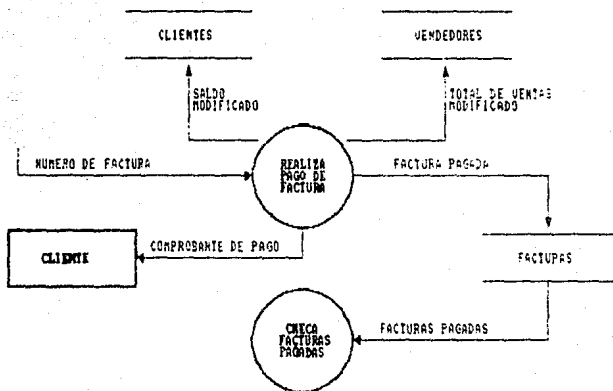 CLIENTES
VENDEDORES
SALDO
MODIFICADO
TOTAL DE VENTAS
MODIFICADO
NUMERO DE FACTURA
REALIZA
PAGO DE
FACTURA
FACTURA PAGADA
CLIENTE
COMPROBANTE DE PAGO
FACTURAS
CHECA
FACTURAS
PAGADAS
FACTURAS PAGADAS